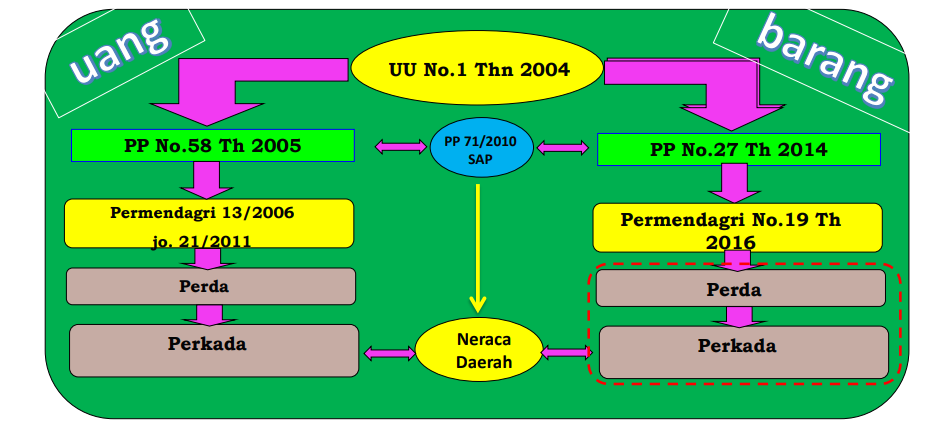 uang
barang
UU No.1 Thn 2004
PP No.58 Th 2005
PP 71/2010
SAP
PP No.27 Th 2014
Permendagri 13/2006
jo. 21/2011
Permendagri No.19 Th
2016
Perda
Perda
Perkada
Neraca
Daerah
Perkada